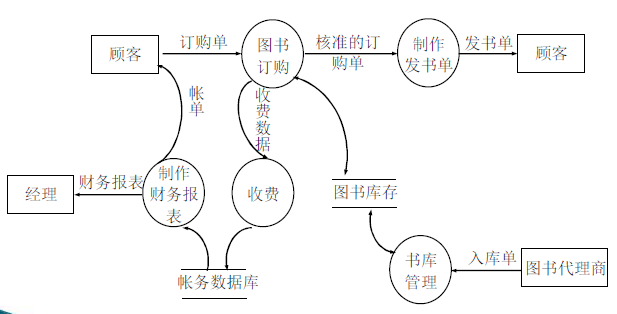 顾客
订购单
图书
订购
核准的订
购单
制作
发书单
发书单
顾客
帐
单
收
费
数
据
经理
财务报表
制作
财务报
表
收费
图书库存
帐务数据库
书库
管理
入库单
图书代理商